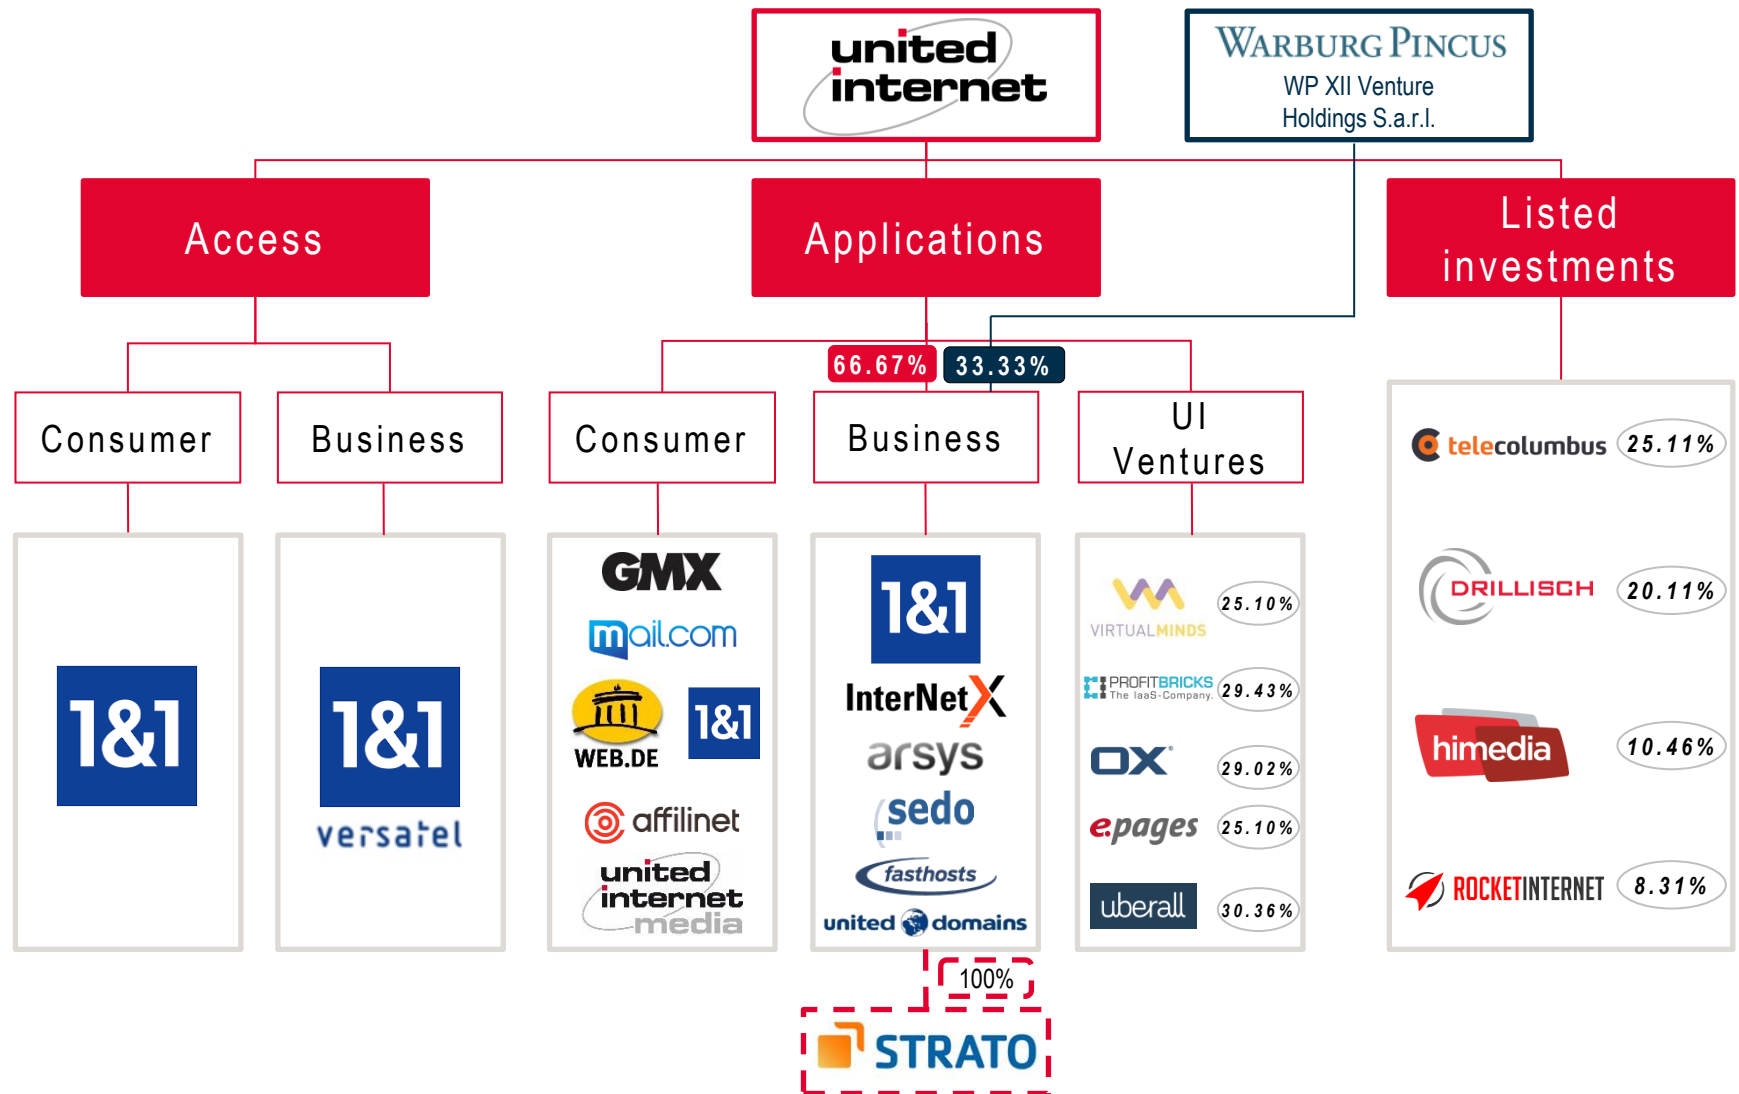 united
internet
WARBURG PINCUS
WP XII Venture
Holdings S.a.r.l.
Access
Applications
Listed
investments
66.67%
33.33%
Consumer
Business
Consumer
Business
UI
Ventures
1&1
1&1
versatel
GMX
mail.com
WEB.DE
1&1
affilinet
united
internet
media
1&1
InterNetX
arsys
sedo
fasthosts
united domains
100%
STRATO
VIRTUALMINDS
25.10%
PROFITBRICKS
The IaaS-Company.
29.43%
OX®
29.02%
epages
25.10%
uberall
30.36%
telecolumbus
25.11%
DRILLISCH
20.11%
himedia
10.46%
ROCKETINTERNET
8.31%